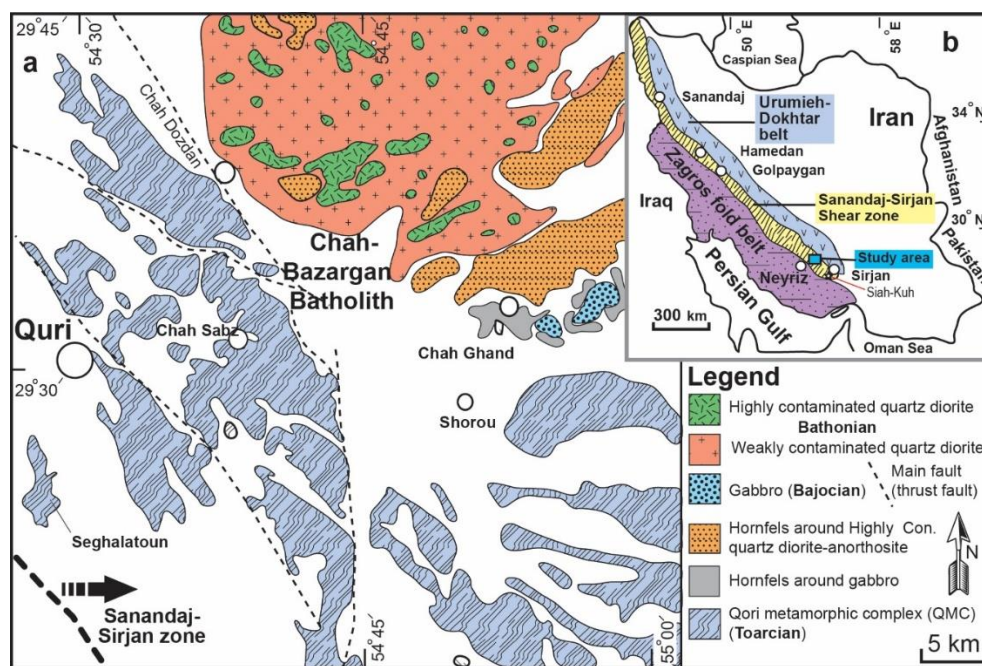 29°45
54°30
54°45
a
Chah Dozdan
Chah-
Bazargan
Batholith
Quri
29°30
Chah Sabz
Chah Ghand
Shorou
Seghalatoun
Sanandaj-
Sirjan zone
54°45
55°00
50°E
58°E
b
Caspian Sea
Sanandaj
Urumieh-
Dokhtar
belt
Iran
34°N
Hamedan
Golpaygan
Afghanistan
Zagros fold belt
Iraq
Sanandaj-Sirjan
Shear zone
30°N
Study area
Pakistan
Neyriz
Sirjan
Siah-Kuh
Persian Gulf
300 km
Oman Sea
Legend
Highly contaminated quartz diorite
Bathonian
Weakly contaminated quartz diorite
Gabbro (Bajocian)
Main fault
(thrust fault)
Hornfels around Highly Con.
quartz diorite-anorthosite
N
Hornfels around gabbro
Qori metamorphic complex (QMC)
(Toarcian)
5 km